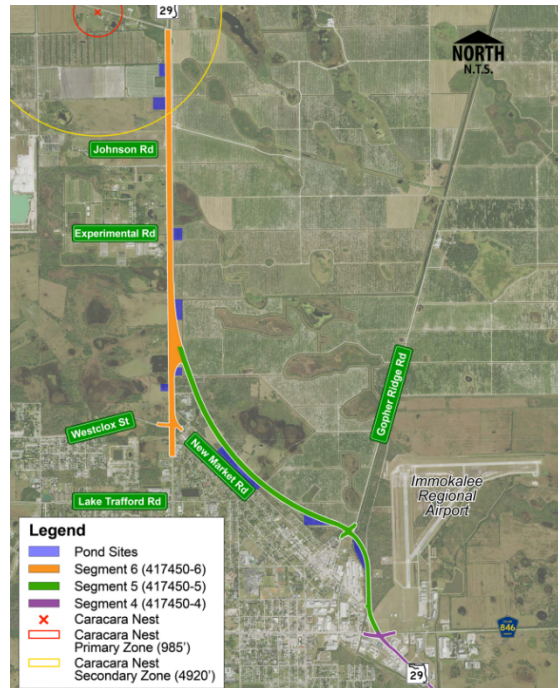 29
NORTH
N.T.S.
Johnson Rd
Experimental Rd
Gopher Ridge Rd
Westclox St
New Market Rd
Lake Trafford Rd
Immokalee
Regional
Airport
Legend
Pond Sites
Segment 6 (417450-6)
Segment 5 (417450-5)
Segment 4 (417450-4)
Caracara Nest
Caracara Nest
Primary Zone (985')
Caracara Nest
Secondary Zone (4920')
846
29